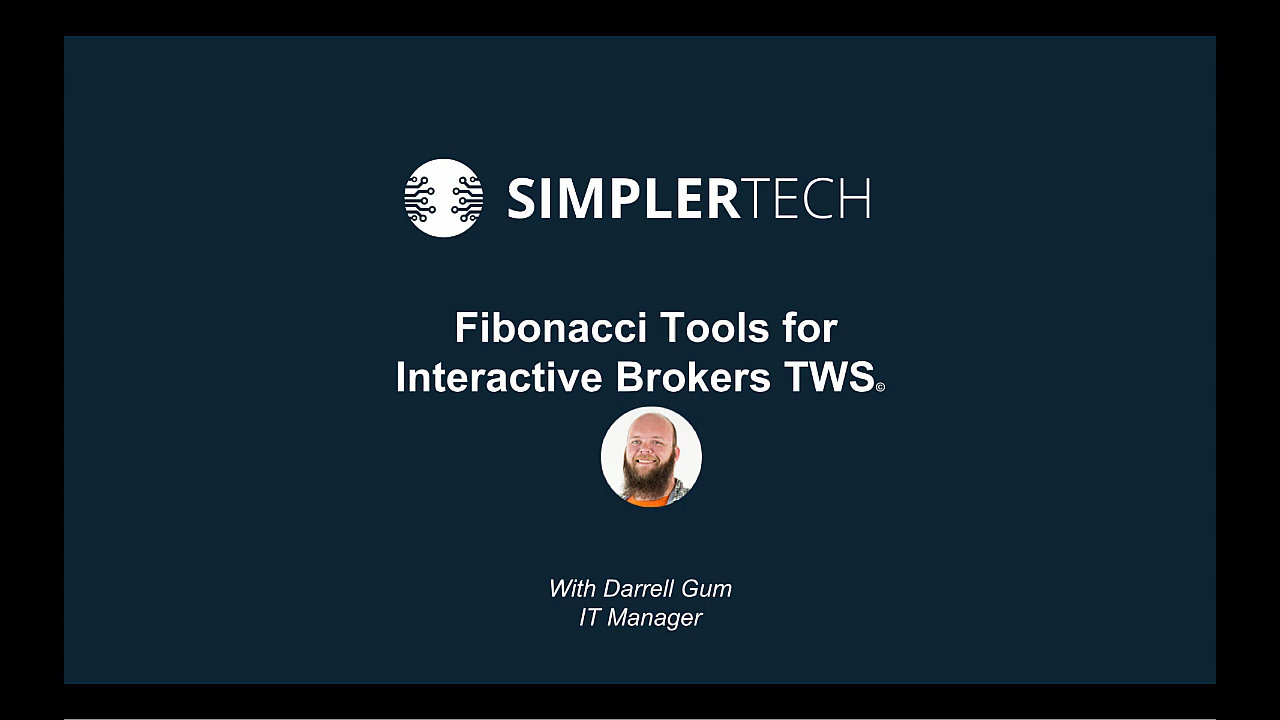 SIMPLERTECH
Fibonacci Tools for
Interactive Brokers TWS©
With Darrell Gum
IT Manager